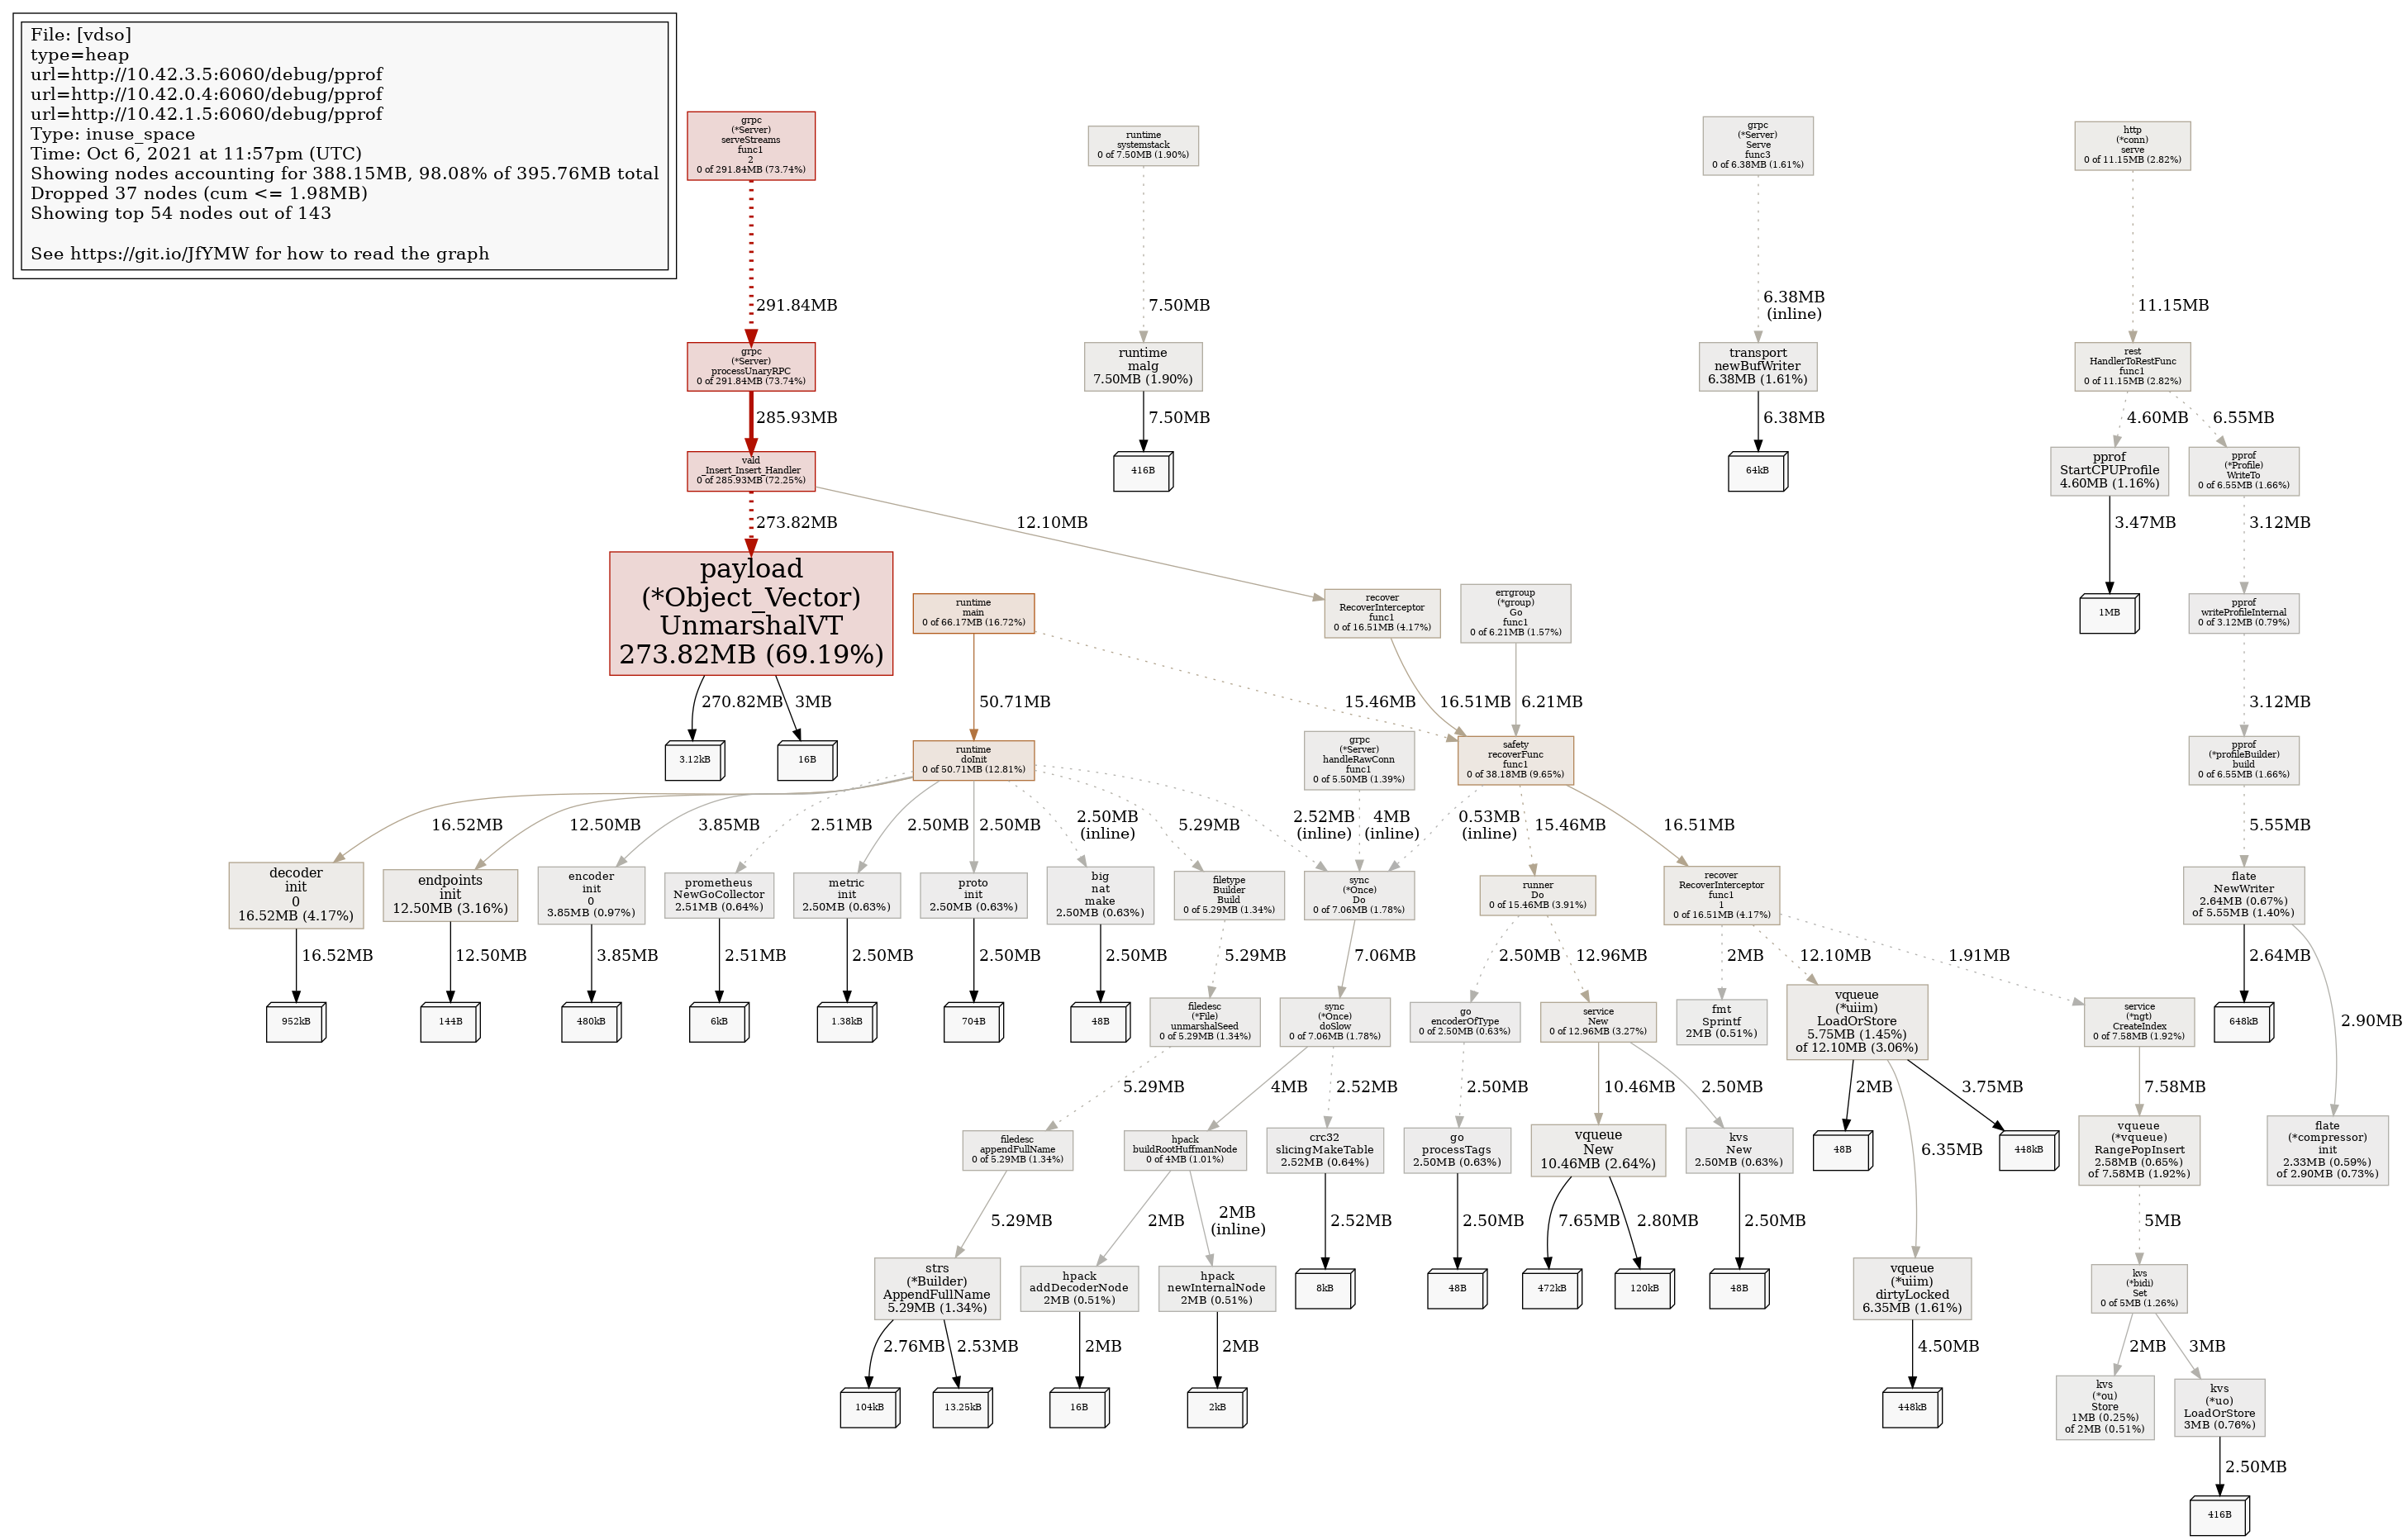 File: [vdso]
type=heap
url=http://10.42.3.5:6060/debug/pprof
url=http://10.42.0.4:6060/debug/pprof
url=http://10.42.1.5:6060/debug/pprof
Type: inuse_space
Time: Oct 6, 2021 at 11:57pm (UTC)
Showing nodes accounting for 388.15MB, 98.08% of 395.76MB total
Dropped 37 nodes (cum <= 1.98MB)
Showing top 54 nodes out of 143
See https://git.io/JfYMW for how to read the graph
grpc
(*Server)
serveStreams
func1
2
0 of 291.84MB (73.74%)
runtime
systemstack
0 of 7.50MB (1.90%)
grpc
(*Server)
Serve
func3
0 of 6.38MB (1.61%)
http
(*conn)
serve
0 of 11.15MB (2.82%)
291.84MB
7.50MB
6.38MB
(inline)
11.15MB
grpc
(*Server)
processUnaryRPC
0 of 291.84MB (73.74%)
runtime
malg
7.50MB (1.90%)
transport
newBufWriter
6.38MB (1.61%)
rest
HandlerToRestFunc
func1
0 of 11.15MB (2.82%)
285.93MB
7.50MB
6.38MB
4.60MB
6.55MB
vald
_Insert_Insert_Handler
0 of 285.93MB (72.25%)
416B
64kB
pprof
StartCPUProfile
4.60MB (1.16%)
pprof
(*Profile)
WriteTo
0 of 6.55MB (1.66%)
273.82MB
12.10MB
3.47MB
3.12MB
payload
(*Object_Vector)
UnmarshalVT
273.82MB (69.19%)
runtime
main
0 of 66.17MB (16.72%)
recover
RecoverInterceptor
func1
0 of 16.51MB (4.17%)
errgroup
(*group)
Go
func1
0 of 6.21MB (1.57%)
1MB
pprof
writeProfileInternal
0 of 3.12MB (0.79%)
270.82MB
3MB
50.71MB
15.46MB
16.51MB
6.21MB
3.12MB
3.12kB
16B
runtime
doInit
0 of 50.71MB (12.81%)
grpc
(*Server)
handleRawConn
func1
0 of 5.50MB (1.39%)
safety
recoverFunc
func1
0 of 38.18MB (9.65%)
pprof
(*profileBuilder)
build
0 of 6.55MB (1.66%)
16.52MB
12.50MB
3.85MB
2.51MB
2.50MB
2.50MB
2.50MB
(inline)
5.29MB
2.52MB
(inline)
4MB
(inline)
0.53MB
(inline)
15.46MB
16.51MB
5.55MB
decoder
init
0
16.52MB (4.17%)
endpoints
init
12.50MB (3.16%)
encoder
init
0
3.85MB (0.97%)
prometheus
NewGoCollector
2.51MB (0.64%)
metric
init
2.50MB (0.63%)
proto
init
2.50MB (0.63%)
big
nat
make
2.50MB (0.63%)
filetype
Builder
Build
0 of 5.29MB (1.34%)
sync
(*Once)
Do
0 of 7.06MB (1.78%)
runner
Do
0 of 15.46MB (3.91%)
recover
RecoverInterceptor
func1
1
0 of 16.51MB (4.17%)
flate
NewWriter
2.64MB (0.67%)
of 5.55MB (1.40%)
16.52MB
12.50MB
3.85MB
2.51MB
2.50MB
2.50MB
2.50MB
5.29MB
7.06MB
2.50MB
12.96MB
2MB
12.10MB
1.91MB
2.64MB
2.90MB
952kB
144B
480kB
6kB
1.38kB
704B
48B
filedesc
(*File)
unmarshalSeed
0 of 5.29MB (1.34%)
sync
(*Once)
doSlow
0 of 7.06MB (1.78%)
go
encoderOfType
0 of 2.50MB (0.63%)
service
New
0 of 12.96MB (3.27%)
fmt
Sprintf
2MB (0.51%)
vqueue
(*uiim)
LoadOrStore
5.75MB (1.45%)
of 12.10MB (3.06%)
service
(*ngt)
CreateIndex
0 of 7.58MB (1.92%)
648kB
5.29MB
4MB
2.52MB
2.50MB
10.46MB
2.50MB
2MB
6.35MB
3.75MB
7.58MB
filedesc
appendFullName
0 of 5.29MB (1.34%)
hpack
buildRootHuffmanNode
0 of 4MB (1.01%)
crc32
slicingMakeTable
2.52MB (0.64%)
go
processTags
2.50MB (0.63%)
vqueue
New
10.46MB (2.64%)
kvs
New
2.50MB (0.63%)
48B
448kB
vqueue
(*vqueue)
RangePopInsert
2.58MB (0.65%)
of 7.58MB (1.92%)
flate
(*compressor)
init
2.33MB (0.59%)
of 2.90MB (0.73%)
5.29MB
2MB
2MB
(inline)
2.52MB
2.50MB
7.65MB
2.80MB
2.50MB
5MB
strs
(*Builder)
AppendFullName
5.29MB (1.34%)
hpack
addDecoderNode
2MB (0.51%)
hpack
newInternalNode
2MB (0.51%)
8kB
48B
472kB
120kB
48B
vqueue
(*uiim)
dirtyLocked
6.35MB (1.61%)
kvs
(*bidi)
Set
0 of 5MB (1.26%)
2.76MB
2.53MB
2MB
2MB
4.50MB
2MB
3MB
104kB
13.25kB
16B
2kB
448kB
kvs
(*ou)
Store
1MB (0.25%)
of 2MB (0.51%)
kvs
(*uo)
LoadOrStore
3MB (0.76%)
2.50MB
416B